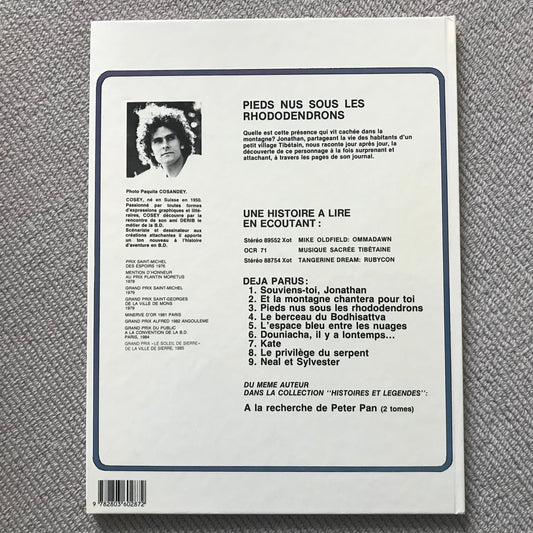 PIEDS NUS SOUS LES
RHODODENDRONS
Quelle est cette présence qui vit cachée dans la
montagne? Jonathan, partageant la vie des habitants d'un
petit village Tibétain, nous raconte jour après jour, la
découverte de ce personnage à la fois surprenant et
attachant, à travers les pages de son journal.
Photo Paquita COSANDEY.
COSEY, né en Suisse en 1950.
Passionné par toutes formes
d'expressions graphiques et litté-
raires, COSEY découvre par la
rencontre de son ami DERIB le
métier de la B.D.
Scénariste et dessinateur aux
créations attachantes il apporte
un ton nouveau à l'histoire
d'aventure en B.D.
PRIX SAINT-MICHEL
DES ESPOIRS 1976
MENTION D'HONNEUR
AU PRIX PLANTIN MORETUS
1979
GRAND PRIX SAINT-MICHEL
1979
GRAND PRIX SAINT-GEORGES
DE LA VILLE DE MONS
1979
MINERVE D'OR 1981 PARIS
GRAND PRIX ALFRED 1982 ANGOULEME
GRAND PRIX DU PUBLIC
A LA CONVENTION DE LA B.D.
PARIS, 1984
GRAND PRIX «LE SOLEIL DE SIERRE»
DE LA VILLE DE SIERRE, 1985
UNE HISTOIRE A LIRE
EN ECOUTANT:
Stéréo 89552 Xot MIKE OLDFIELD: OMMADAWN
OCR 71 MUSIQUE SACRÉE TIBÉTAINE
Stéréo 88754 Xot TANGERINE DREAM: RUBYCON
DEJA PARUS:
1. Souviens-toi, Jonathan
2. Et la montagne chantera pour toi
3. Pieds nus sous les rhododendrons
4. Le berceau du Bodhisattva
5. L'espace bleu entre les nuages
6. Douniacha, il y a lontemps...
7. Kate
8. Le privilège du serpent
9. Neal et Sylvester
DU MEME AUTEUR
DANS LA COLLECTION "HISTOIRES ET LEGENDES":
A la recherche de Peter Pan (2 tomes)
9 782803 602872